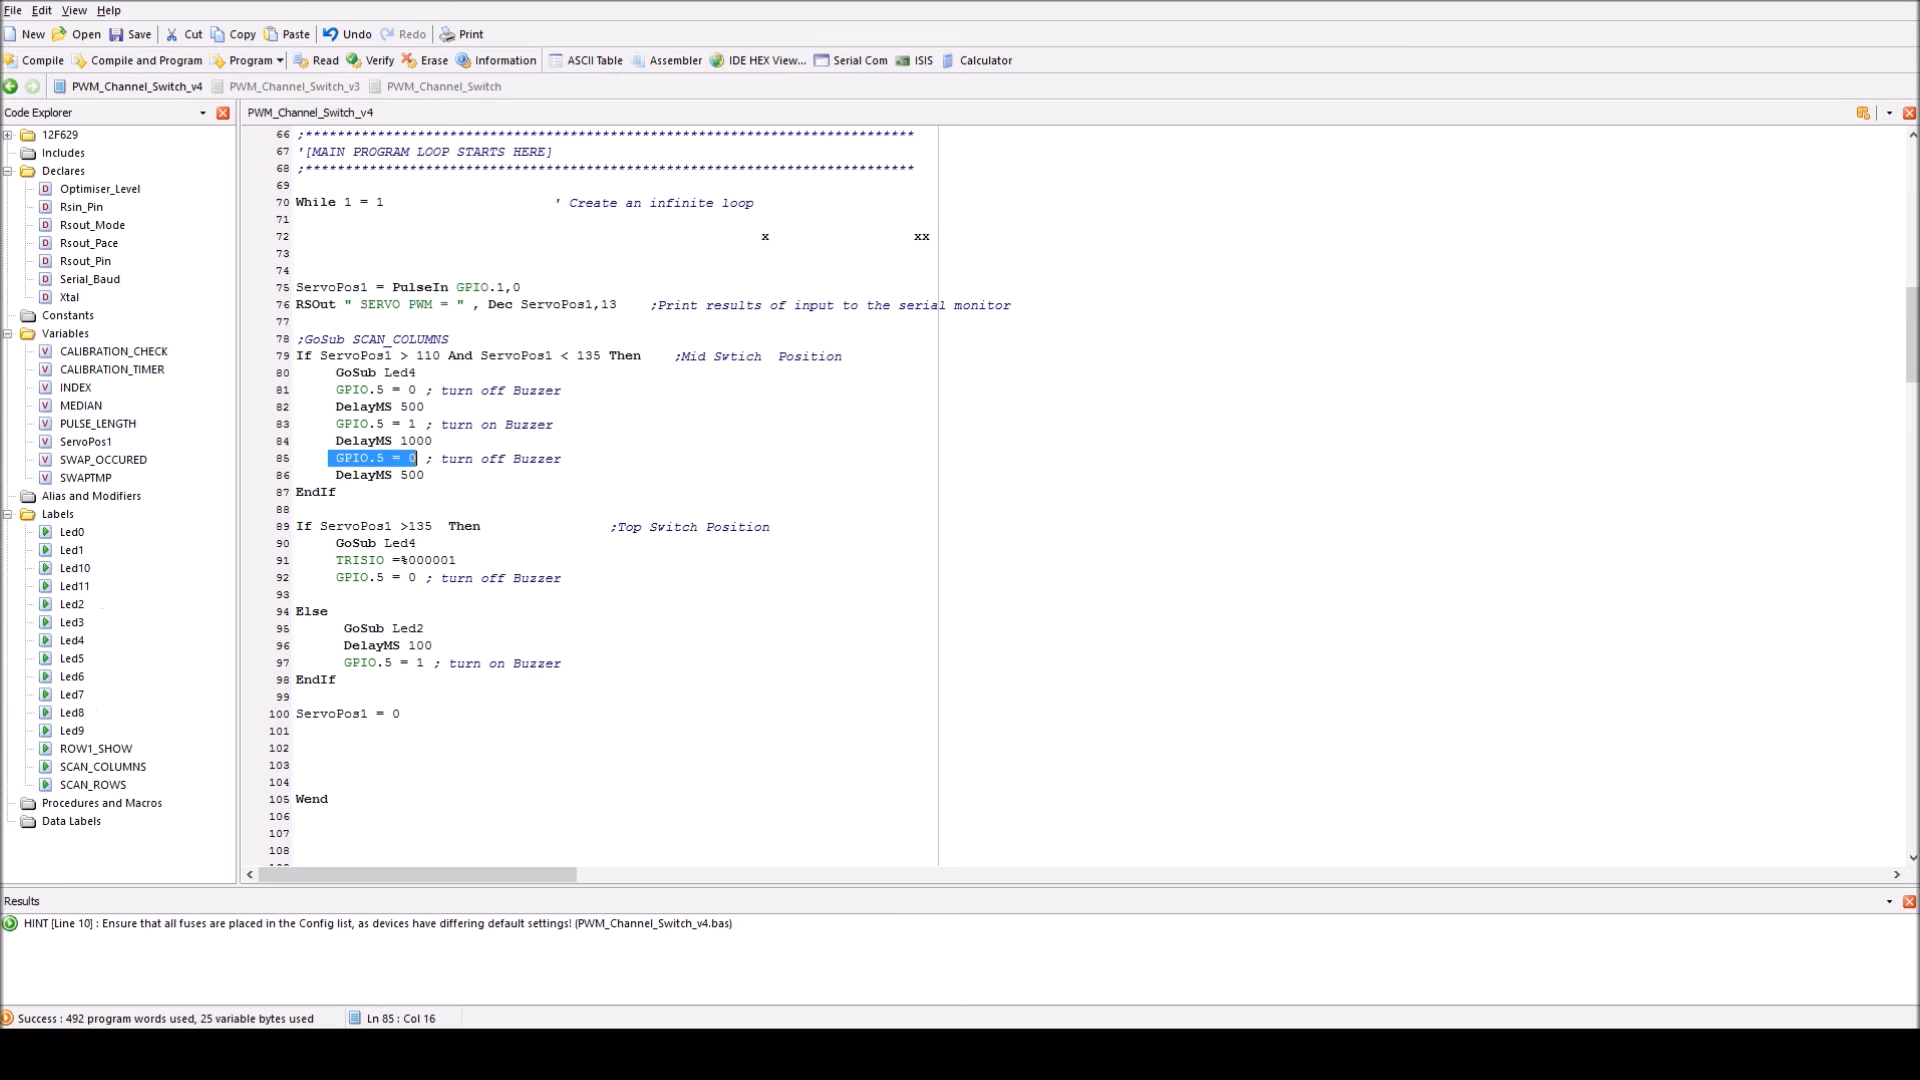 File Edit View Help
New Open Save Cut Copy Paste Undo Redo Print
Compile Compile and Program Program Read Verify Erase Information ASCII Table Assembler IDE HEX View... Serial Com ISIS Calculator
PWM_Channel_Switch_v4 PWM_Channel_Switch_v3 PWM_Channel_Switch
Code Explorer
12F629
Includes
Declares
D Optimiser_Level
D Rsin_Pin
D Rsout_Mode
D Rsout_Pace
D Rsout_Pin
D Serial_Baud
D Xtal
Constants
Variables
V CALIBRATION_CHECK
V CALIBRATION_TIMER
V INDEX
V MEDIAN
V PULSE_LENGTH
V ServoPos1
V SWAP_OCCURED
V SWAPTMP
Alias and Modifiers
Labels
Led0
Led1
Led10
Led11
Led2
Led3
Led4
Led5
Led6
Led7
Led8
Led9
ROW1_SHOW
SCAN_COLUMNS
SCAN_ROWS
Procedures and Macros
Data Labels
PWM_Channel_Switch_v4
66 ;****************************************************************************
67 '[MAIN PROGRAM LOOP STARTS HERE]
68 ;****************************************************************************
69
70 While 1 = 1 ' Create an infinite loop
71
72 x xx
73
74
75 ServoPos1 = PulseIn GPIO.1,0
76 RSOut " SERVO PWM = " , Dec ServoPos1,13 ;Print results of input to the serial monitor
77
78 ;GoSub SCAN_COLUMNS
79 If ServoPos1 > 110 And ServoPos1 < 135 Then ;Mid Swtich Position
80 GoSub Led4
81 GPIO.5 = 0 ; turn off Buzzer
82 DelayMS 500
83 GPIO.5 = 1 ; turn on Buzzer
84 DelayMS 1000
85 GPIO.5 = 0 ; turn off Buzzer
86 DelayMS 500
87 EndIf
88
89 If ServoPos1 >135 Then ;Top Switch Position
90 GoSub Led4
91 TRISIO =%000001
92 GPIO.5 = 0 ; turn off Buzzer
93
94 Else
95 GoSub Led2
96 DelayMS 100
97 GPIO.5 = 1 ; turn on Buzzer
98 EndIf
99
100 ServoPos1 = 0
101
102
103
104
105 Wend
106
107
108
Results
HINT [Line 10] : Ensure that all fuses are placed in the Config list, as devices have differing default settings! (PWM_Channel_Switch_v4.bas)
Success : 492 program words used, 25 variable bytes used Ln 85 : Col 16